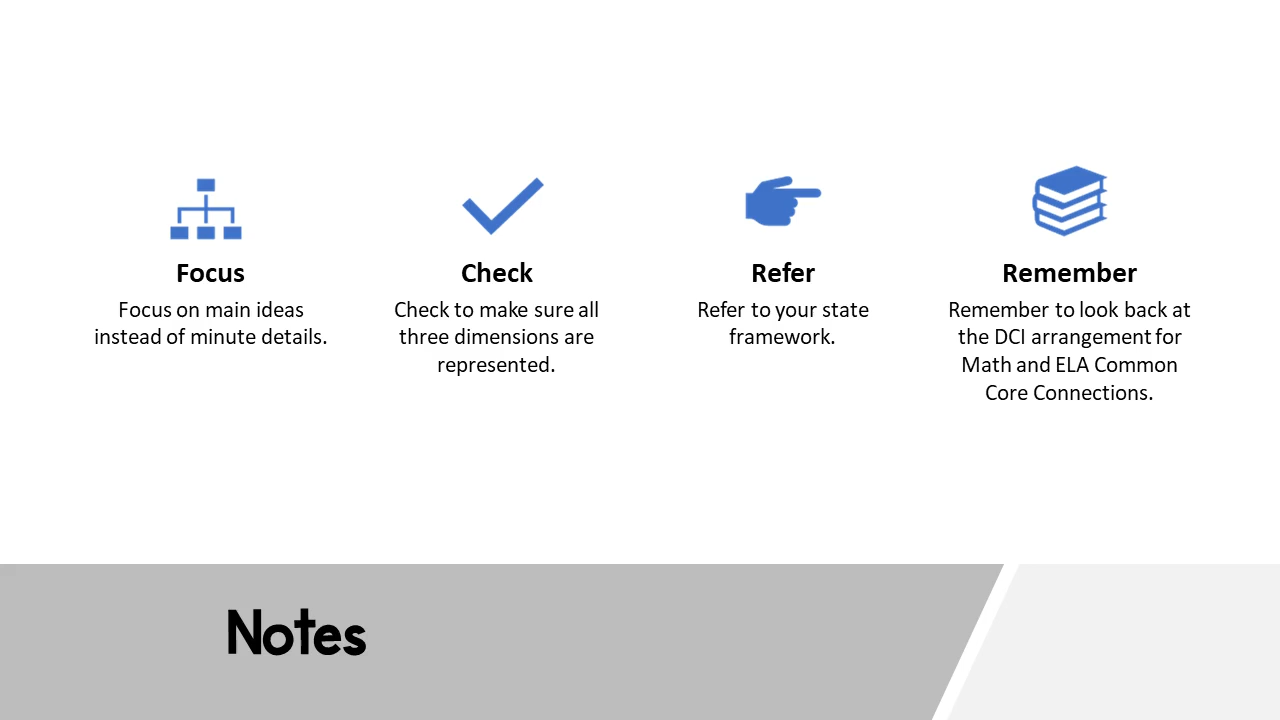 Focus
Focus on main ideas
instead of minute details.
Check
Check to make sure all
three dimensions are
represented.
Refer
Refer to your state
framework.
Remember
Remember to look back at
the DCI arrangement for
Math and ELA Common
Core Connections.
Notes